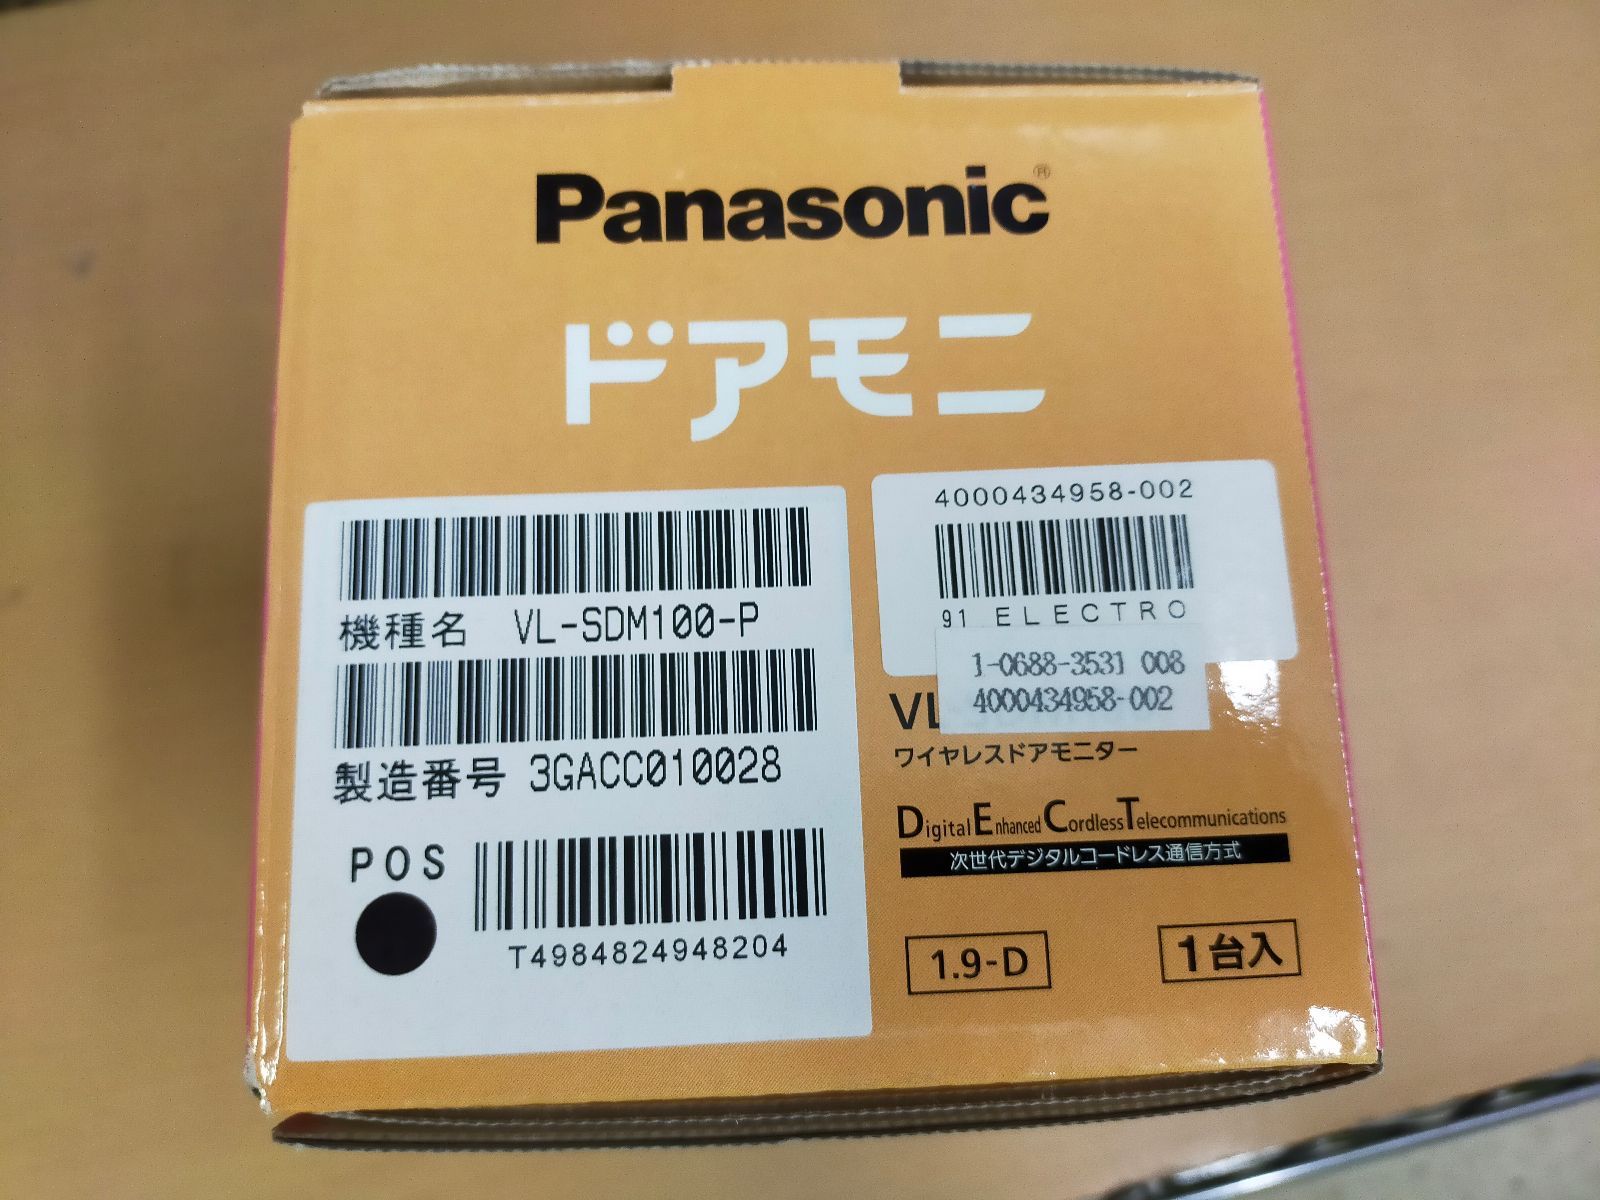 Panasonic®
ドアモニ
機種名 VL-SDM100-P
製造番号 3GACC010028
POS
T4984824948204
4000434958-002
91 ELECTRO
1-0688-3531 008
4000434958-002
VL
ワイヤレスドアモニター
Digital Enhanced Cordless Telecommunications
次世代デジタルコードレス通信方式
1.9-D
1台入